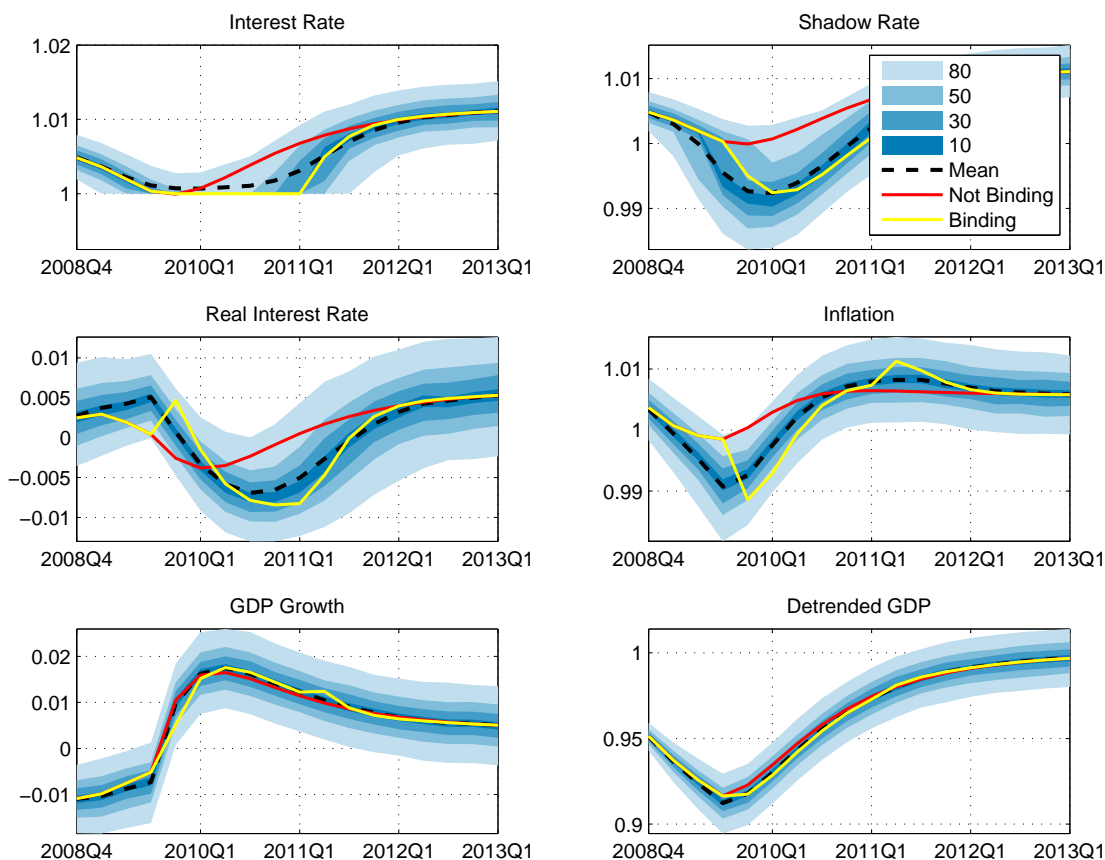 Interest Rate
1.02
1.01
1
2008Q4 2010Q1 2011Q1 2012Q1 2013Q1
Shadow Rate
1.01
1
0.99
80
50
30
10
Mean
Not Binding
Binding
2008Q4 2010Q1 2011Q1 2012Q1 2013Q1
Real Interest Rate
0.01
0.005
0
−0.005
−0.01
2008Q4 2010Q1 2011Q1 2012Q1 2013Q1
Inflation
1.01
1
0.99
2008Q4 2010Q1 2011Q1 2012Q1 2013Q1
GDP Growth
0.02
0.01
0
−0.01
2008Q4 2010Q1 2011Q1 2012Q1 2013Q1
Detrended GDP
1
0.95
0.9
2008Q4 2010Q1 2011Q1 2012Q1 2013Q1